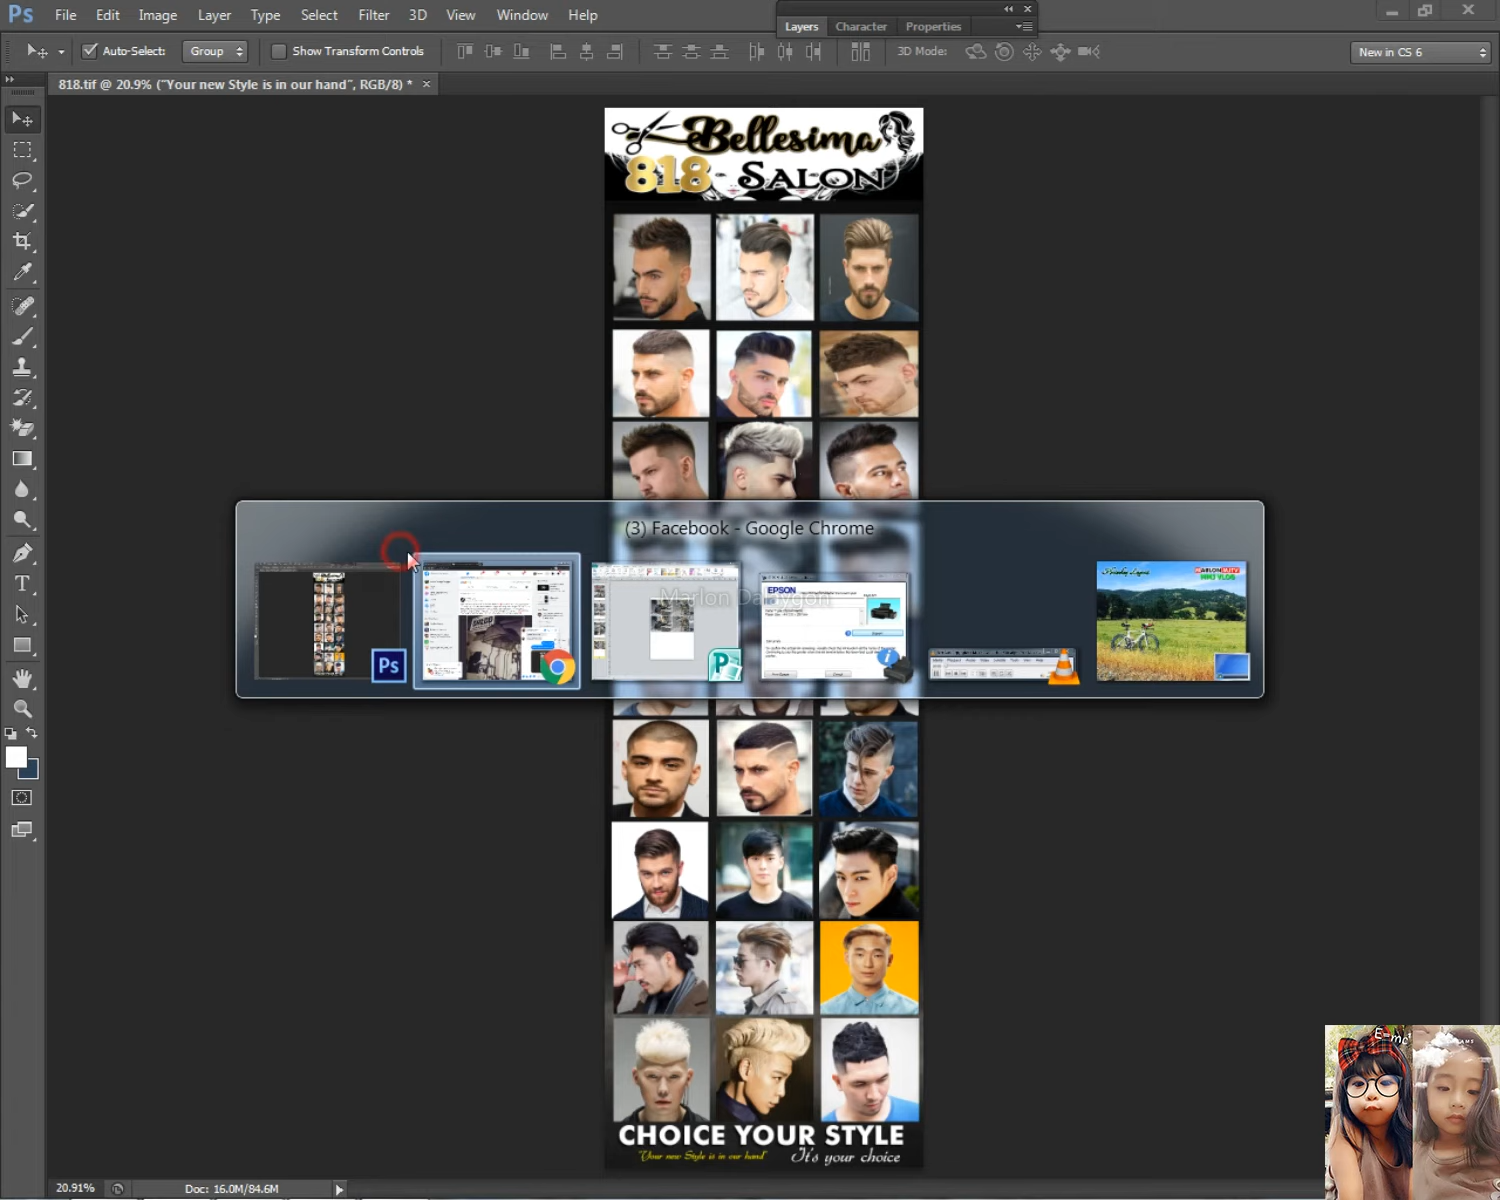 Ps File Edit Image Layer Type Select Filter 3D View Window Help
Layers Character Properties
Auto-Select: Group Show Transform Controls 3D Mode: New in CS 6
818.tif @ 20.9% ("Your new Style is in our hand", RGB/8) * ×
Bellesima
818 SALON
(3) Facebook - Google Chrome
EPSON
Ps
P
CHOICE YOUR STYLE
"Your new Style is in our hand" It's your choice
E=mc²
20.91% Doc: 16.0M/84.6M